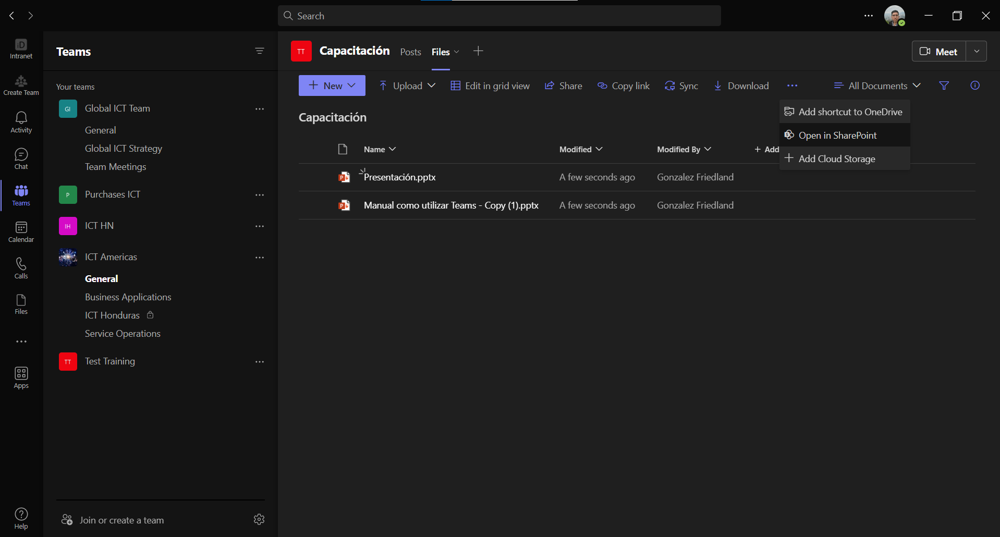 Search
iD
Intranet
Create Team
Activity
Chat
Teams
Calendar
Calls
Files
Apps
Help
Teams
Your teams
GI Global ICT Team
General
Global ICT Strategy
Team Meetings
P Purchases ICT
IH ICT HN
ICT Americas
General
Business Applications
ICT Honduras
Service Operations
TT Test Training
Join or create a team
TT Capacitación Posts Files
Meet
New Upload Edit in grid view Share Copy link Sync Download All Documents
Add shortcut to OneDrive
Open in SharePoint
Add Cloud Storage
Capacitación
Name Modified Modified By + Add
Presentación.pptx A few seconds ago Gonzalez Friedland
Manual como utilizar Teams - Copy (1).pptx A few seconds ago Gonzalez Friedland